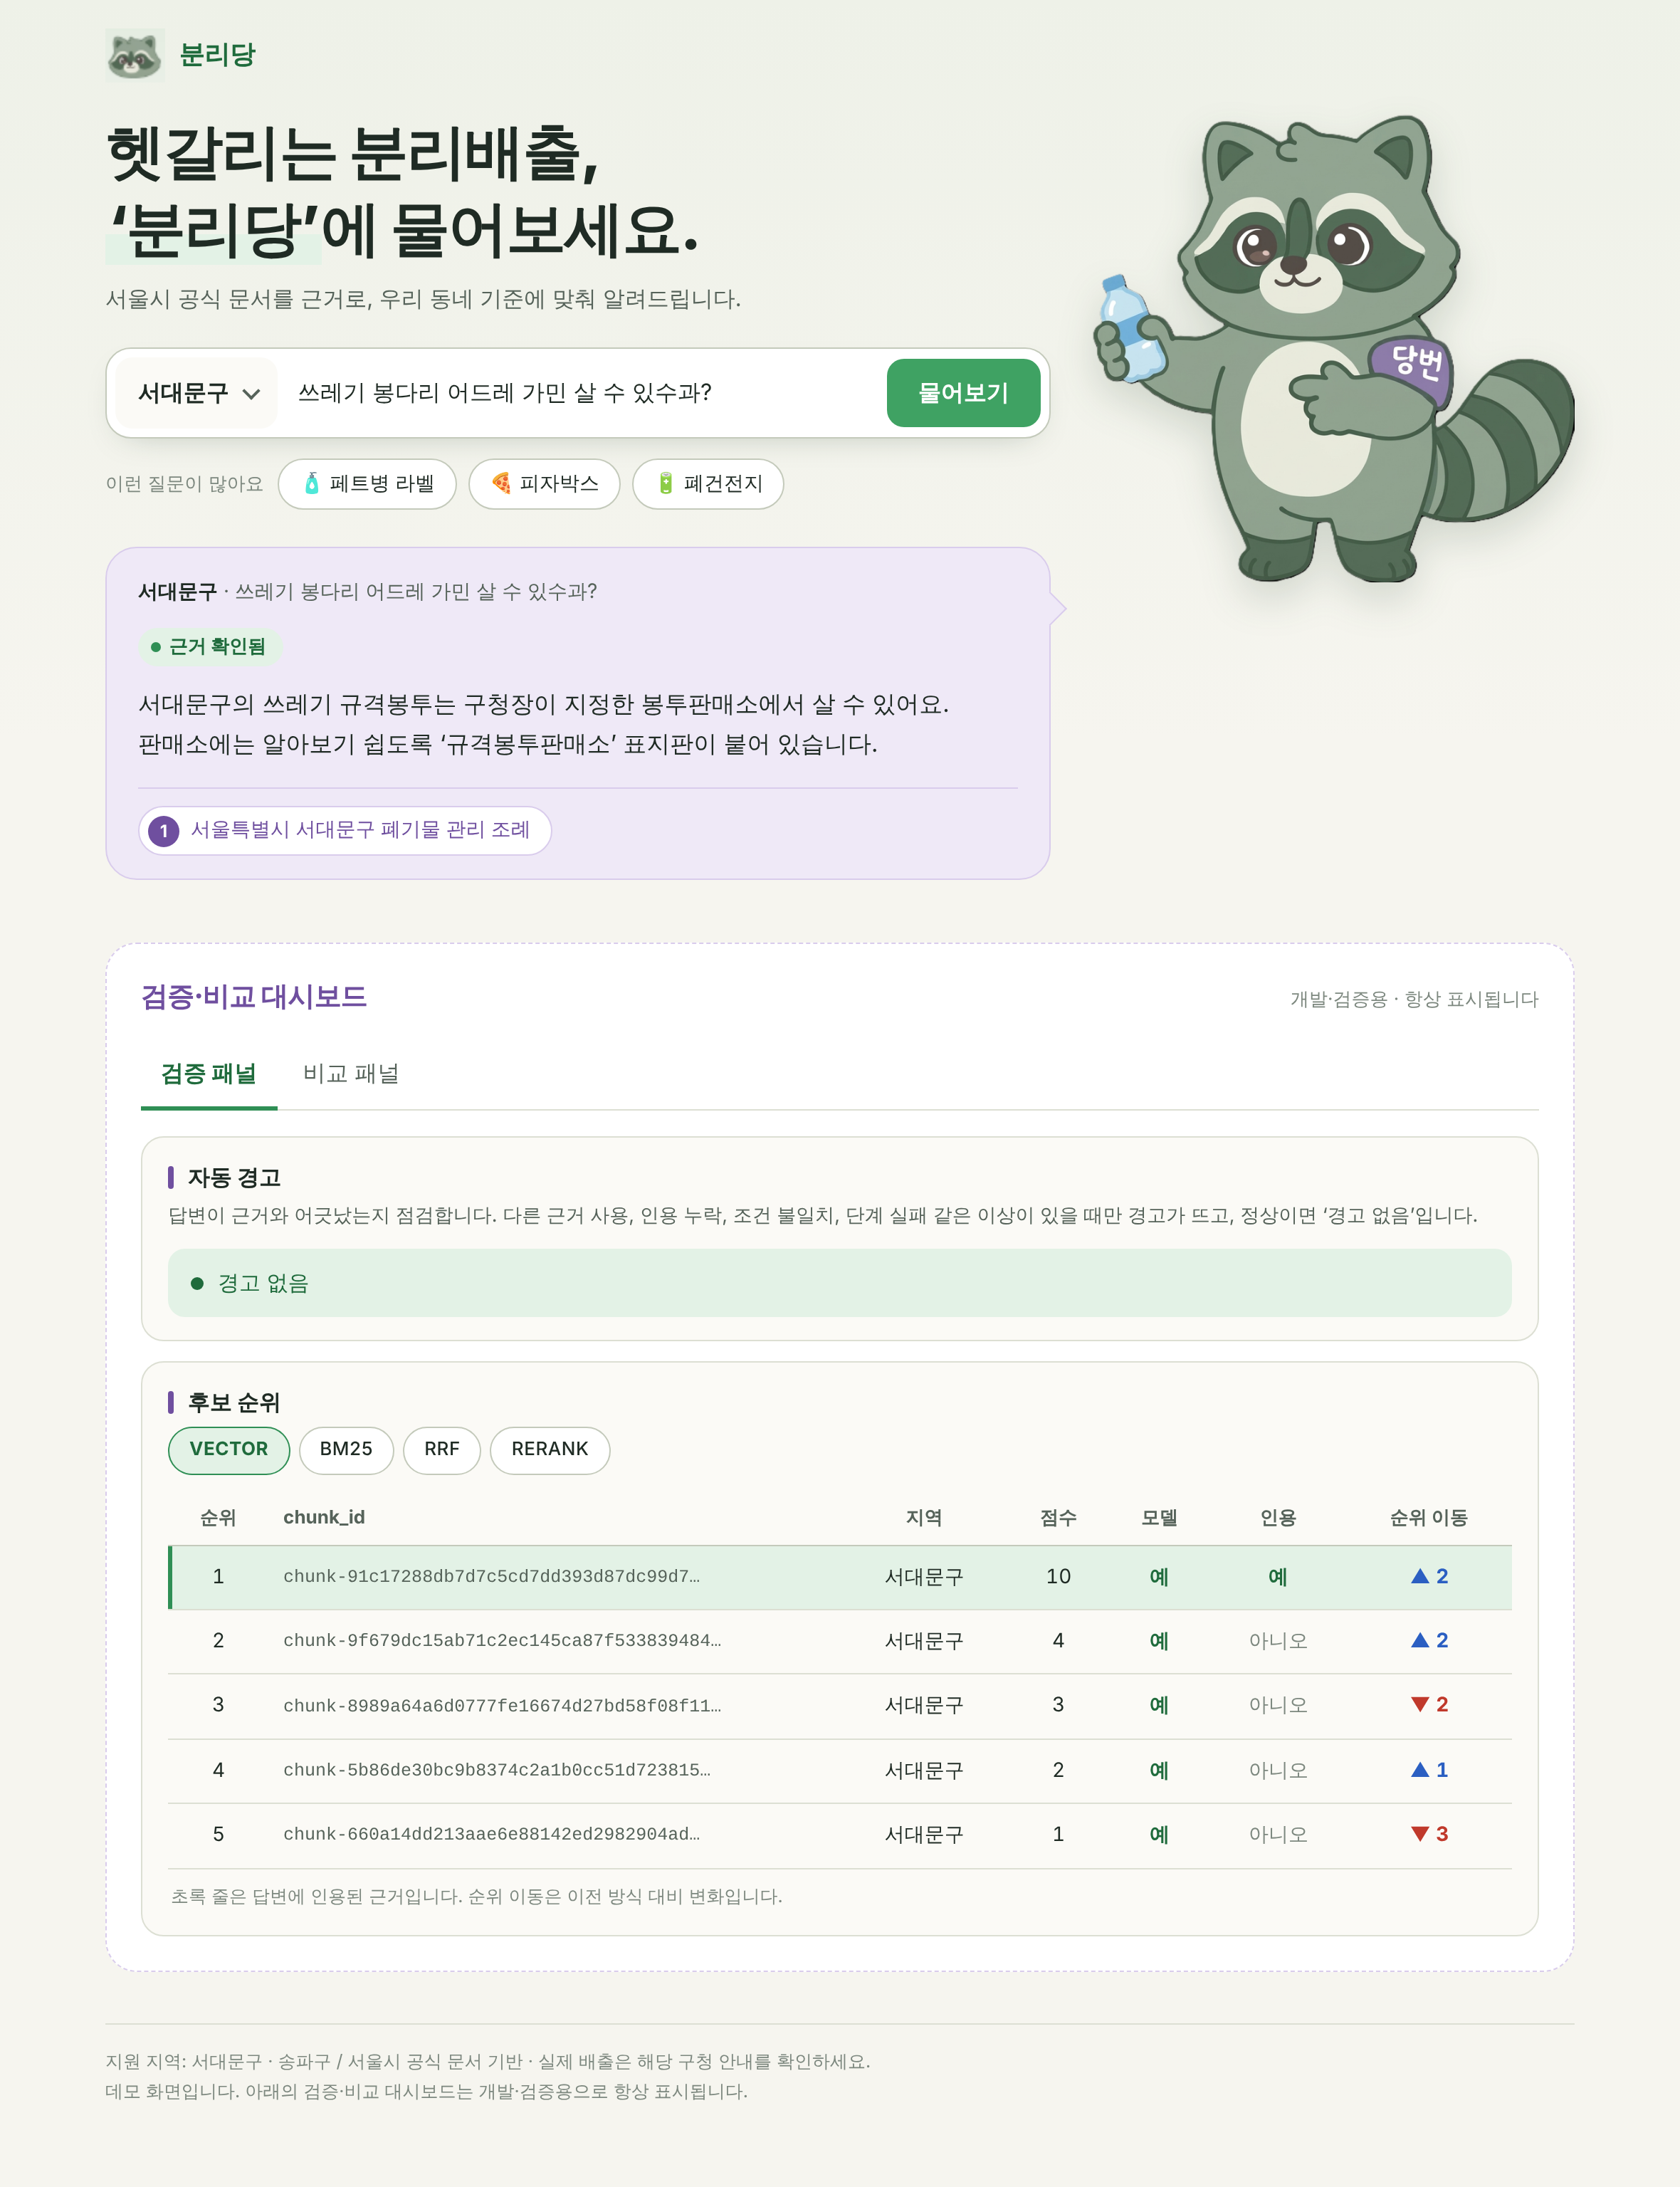 분리당
헷갈리는 분리배출,
‘분리당’에 물어보세요.
서울시 공식 문서를 근거로, 우리 동네 기준에 맞춰 알려드립니다.
서대문구 쓰레기 봉다리 어드레 가민 살 수 있수과? 물어보기
당번
이런 질문이 많아요 페트병 라벨 피자박스 폐건전지
서대문구 · 쓰레기 봉다리 어드레 가민 살 수 있수과?
근거 확인됨
서대문구의 쓰레기 규격봉투는 구청장이 지정한 봉투판매소에서 살 수 있어요.
판매소에는 알아보기 쉽도록 ‘규격봉투판매소’ 표지판이 붙어 있습니다.
1 서울특별시 서대문구 폐기물 관리 조례
검증·비교 대시보드 개발·검증용 · 항상 표시됩니다
검증 패널 비교 패널
자동 경고
답변이 근거와 어긋났는지 점검합니다. 다른 근거 사용, 인용 누락, 조건 불일치, 단계 실패 같은 이상이 있을 때만 경고가 뜨고, 정상이면 ‘경고 없음’입니다.
경고 없음
후보 순위
VECTOR BM25 RRF RERANK
순위 chunk_id 지역 점수 모델 인용 순위 이동
1 chunk-91c17288db7d7c5cd7dd393d87dc99d7… 서대문구 10 예 예 ▲ 2
2 chunk-9f679dc15ab71c2ec145ca87f533839484… 서대문구 4 예 아니오 ▲ 2
3 chunk-8989a64a6d0777fe16674d27bd58f08f11… 서대문구 3 예 아니오 ▼ 2
4 chunk-5b86de30bc9b8374c2a1b0cc51d723815… 서대문구 2 예 아니오 ▲ 1
5 chunk-660a14dd213aae6e88142ed2982904ad… 서대문구 1 예 아니오 ▼ 3
초록 줄은 답변에 인용된 근거입니다. 순위 이동은 이전 방식 대비 변화입니다.
지원 지역: 서대문구 · 송파구 / 서울시 공식 문서 기반 · 실제 배출은 해당 구청 안내를 확인하세요.
데모 화면입니다. 아래의 검증·비교 대시보드는 개발·검증용으로 항상 표시됩니다.